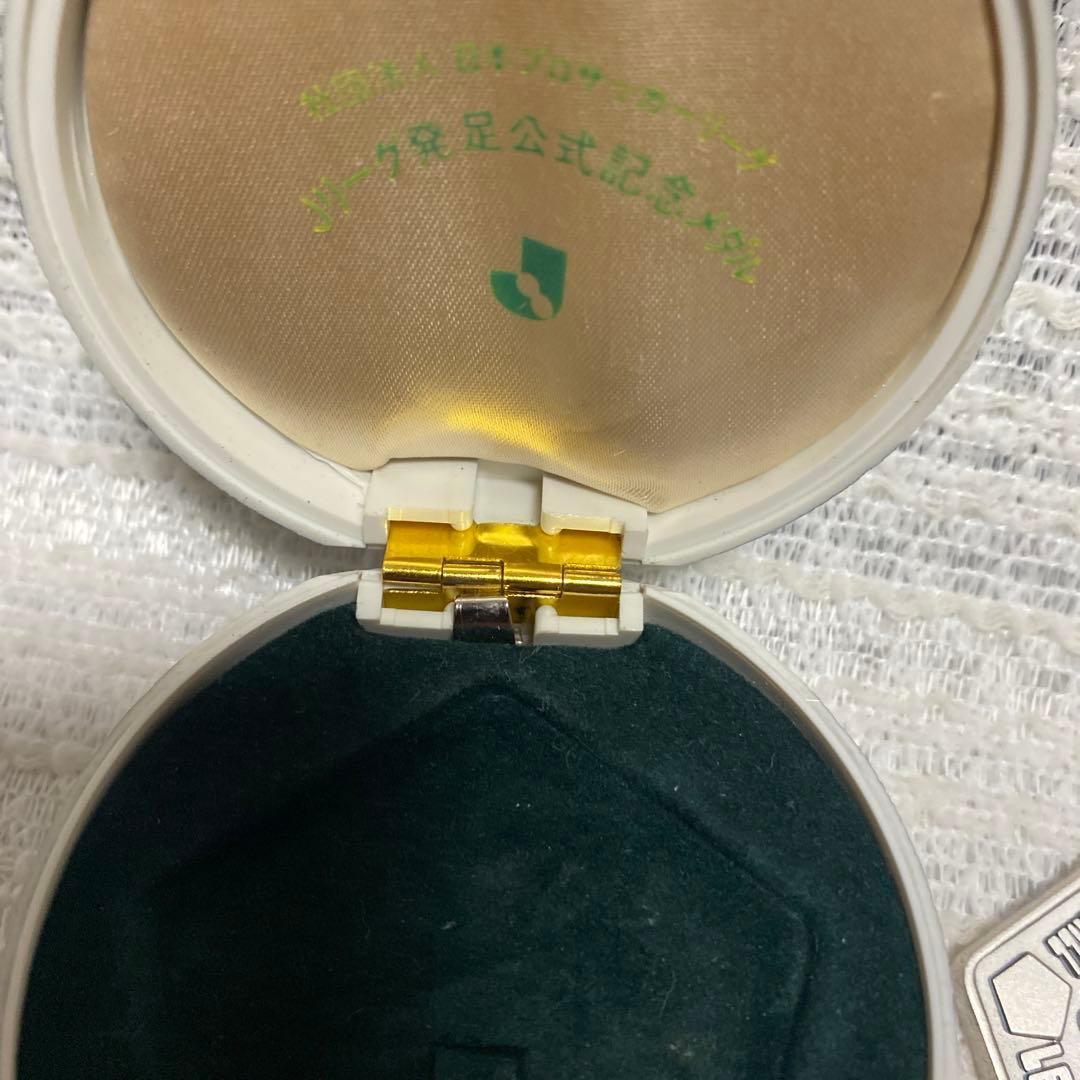 社団法人 日本プロサッカーリーグ
Jリーグ発足公式記念メダル